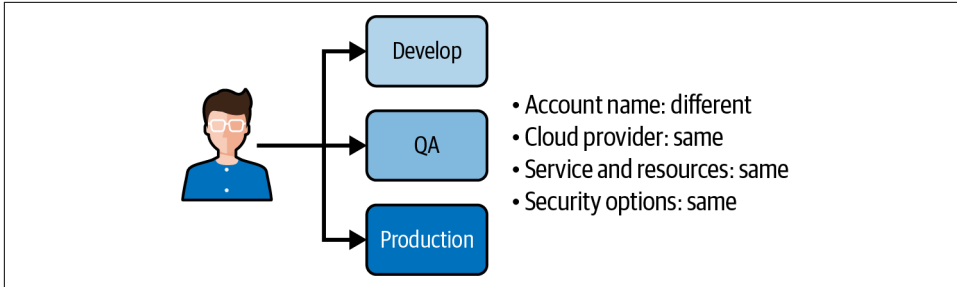 Develop
QA
Production
• Account name: different
• Cloud provider: same
• Service and resources: same
• Security options: same